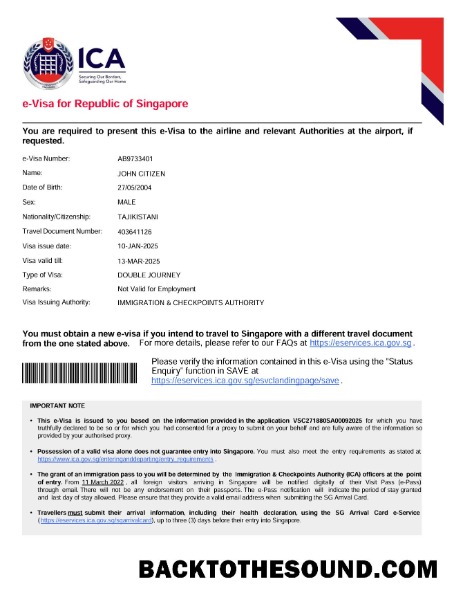 ICA
Securing Our Borders,
Safeguarding Our Home
e-Visa for Republic of Singapore
You are required to present this e-Visa to the airline and relevant Authorities at the airport, if
requested.
e-Visa Number: AB9733401
Name: JOHN CITIZEN
Date of Birth: 27/05/2004
Sex: MALE
Nationality/Citizenship: TAJIKISTANI
Travel Document Number: 403641126
Visa issue date: 10-JAN-2025
Visa valid till: 13-MAR-2025
Type of Visa: DOUBLE JOURNEY
Remarks: Not Valid for Employment
Visa Issuing Authority: IMMIGRATION & CHECKPOINTS AUTHORITY
You must obtain a new e-visa if you intend to travel to Singapore with a different travel document
from the one stated above. For more details, please refer to our FAQs at https://eservices.ica.gov.sg.
Please verify the information contained in this e-Visa using the "Status
Enquiry" function in SAVE at
https://eservices.ica.gov.sg/esvclandingpage/save.
IMPORTANT NOTE
• This e-Visa is issued to you based on the information provided in the application VSC271880SA00092025 for which you have
truthfully declared to be so or for which you had consented for a proxy to submit on your behalf and are fully aware of the information so
provided by your authorised proxy.
• Possession of a valid visa alone does not guarantee entry into Singapore. You must also meet the entry requirements as stated at
https://www.ica.gov.sg/enteringanddeparting/entry_requirements
• The grant of an immigration pass to you will be determined by the Immigration & Checkpoints Authority (ICA) officers at the point
of entry. From 11 March 2022, all foreign visitors arriving in Singapore will be notified digitally of their Visit Pass (e-Pass)
through email. There will not be any endorsement on their passports. The e-Pass notification will indicate the period of stay granted
and last day of stay allowed. Please ensure that they provide a valid email address when submitting the SG Arrival Card.
• Travellers must submit their arrival information, including their health declaration, using the SG Arrival Card e-Service
(https://eservices.ica.gov.sg/sgarrivalcard), up to three (3) days before their entry into Singapore.
BACKTOTHESOUND.COM